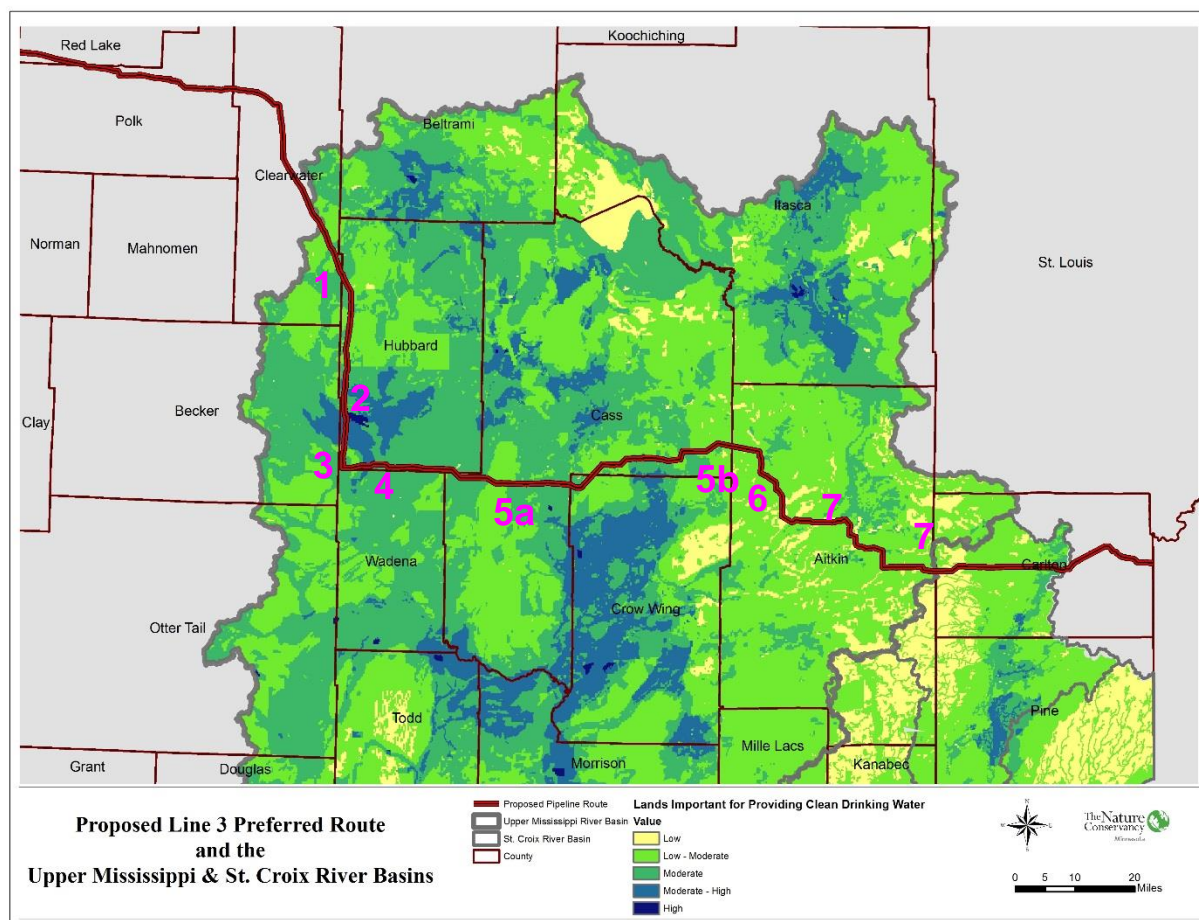 Red Lake
Koochiching
Polk
Beltrami
Clearwater
Itasca
Norman
Mahnomen
St. Louis
1
Hubbard
2
Becker
Cass
Clay
3
4
5b
5a
6
7
7
Wadena
Aitkin
Carlton
Crow Wing
Otter Tail
Todd
Pine
Mille Lacs
Grant
Douglas
Morrison
Kanabec
Proposed Line 3 Preferred Route
and the
Upper Mississippi & St. Croix River Basins
Proposed Pipeline Route
Upper Mississippi River Basin
St. Croix River Basin
County
Lands Important for Providing Clean Drinking Water
Value
Low
Low - Moderate
Moderate
Moderate - High
High
The Nature
Conservancy
Minnesota
0 5 10 20
Miles